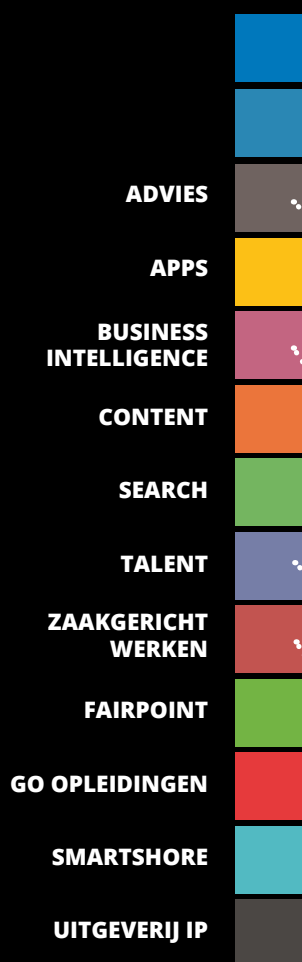 ADVIES
APPS
BUSINESS
INTELLIGENCE
CONTENT
SEARCH
TALENT
ZAAKGERICHT
WERKEN
FAIRPOINT
GO OPLEIDINGEN
SMARTSHORE
UITGEVERIJ IP